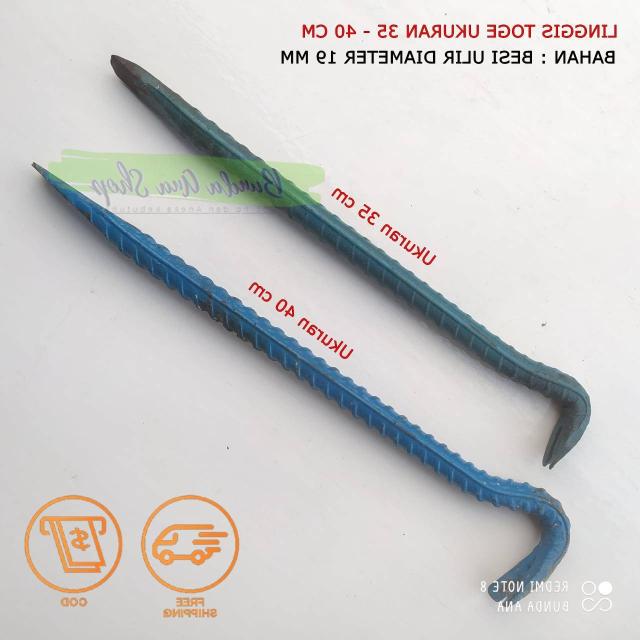 LINGGIS TOGE UKURAN 35 - 40 CM
BAHAN : BESI ULIR DIAMETER 19 MM
Bunda Ana Shop
Ukuran 35 cm
Ukuran 40 cm
$
COD
FREE
SHIPPING
REDMI NOTE 8
BUNDA ANA